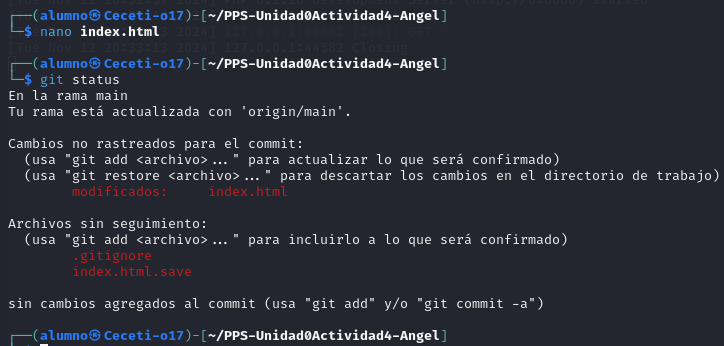 ┌──(alumno㉿Ceceti-o17)-[~/PPS-Unidad0Actividad4-Angel]
└─$ nano index.html
┌──(alumno㉿Ceceti-o17)-[~/PPS-Unidad0Actividad4-Angel]
└─$ git status
En la rama main
Tu rama está actualizada con 'origin/main'.
Cambios no rastreados para el commit:
(usa "git add <archivo>..." para actualizar lo que será confirmado)
(usa "git restore <archivo>..." para descartar los cambios en el directorio de trabajo)
modificados:     index.html
Archivos sin seguimiento:
(usa "git add <archivo>..." para incluirlo a lo que será confirmado)
.gitignore
index.html.save
sin cambios agregados al commit (usa "git add" y/o "git commit -a")
┌──(alumno㉿Ceceti-o17)-[~/PPS-Unidad0Actividad4-Angel]